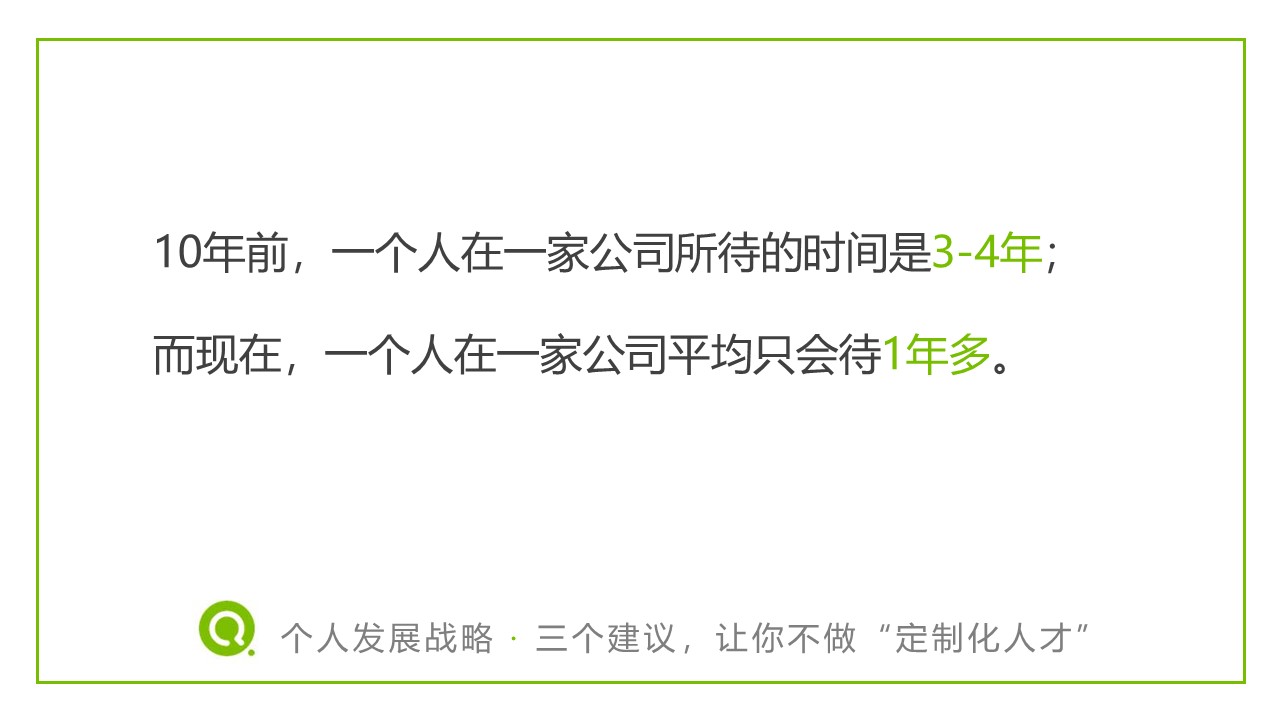 10年前，一个人在一家公司所待的时间是3-4年；
而现在，一个人在一家公司平均只会待1年多。
个人发展战略 · 三个建议，让你不做“定制化人才”